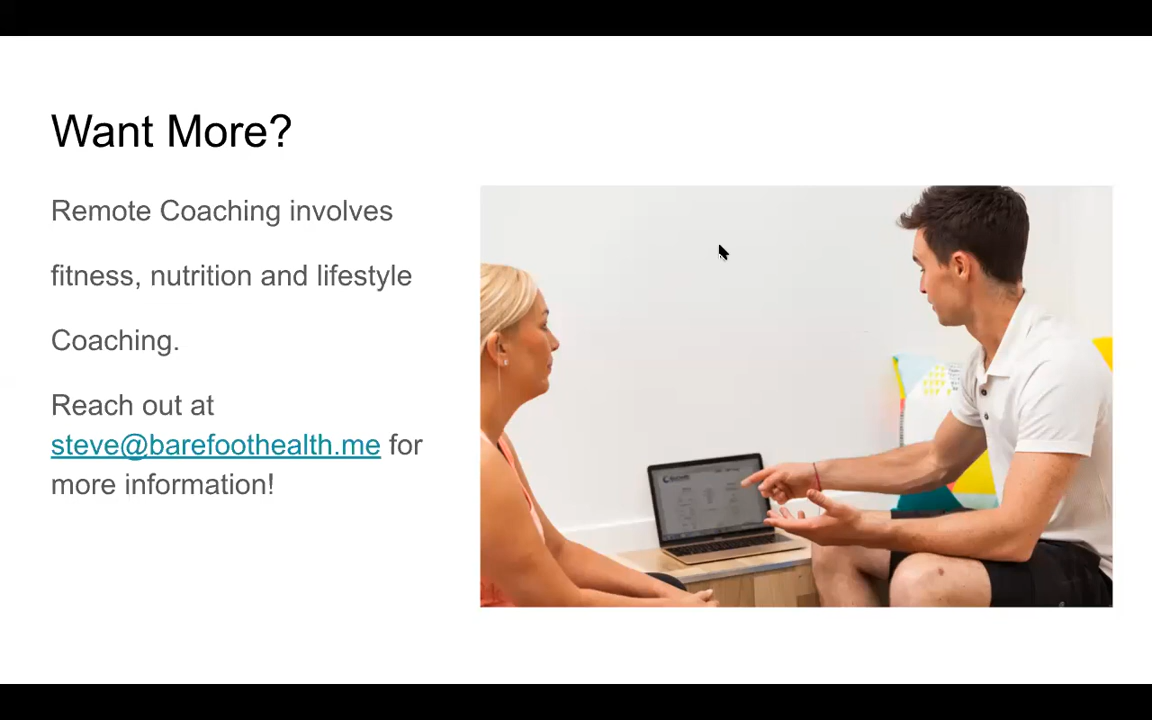 Want More?
Remote Coaching involves
fitness, nutrition and lifestyle
Coaching.
Reach out at
steve@barefoothealth.me for
more information!